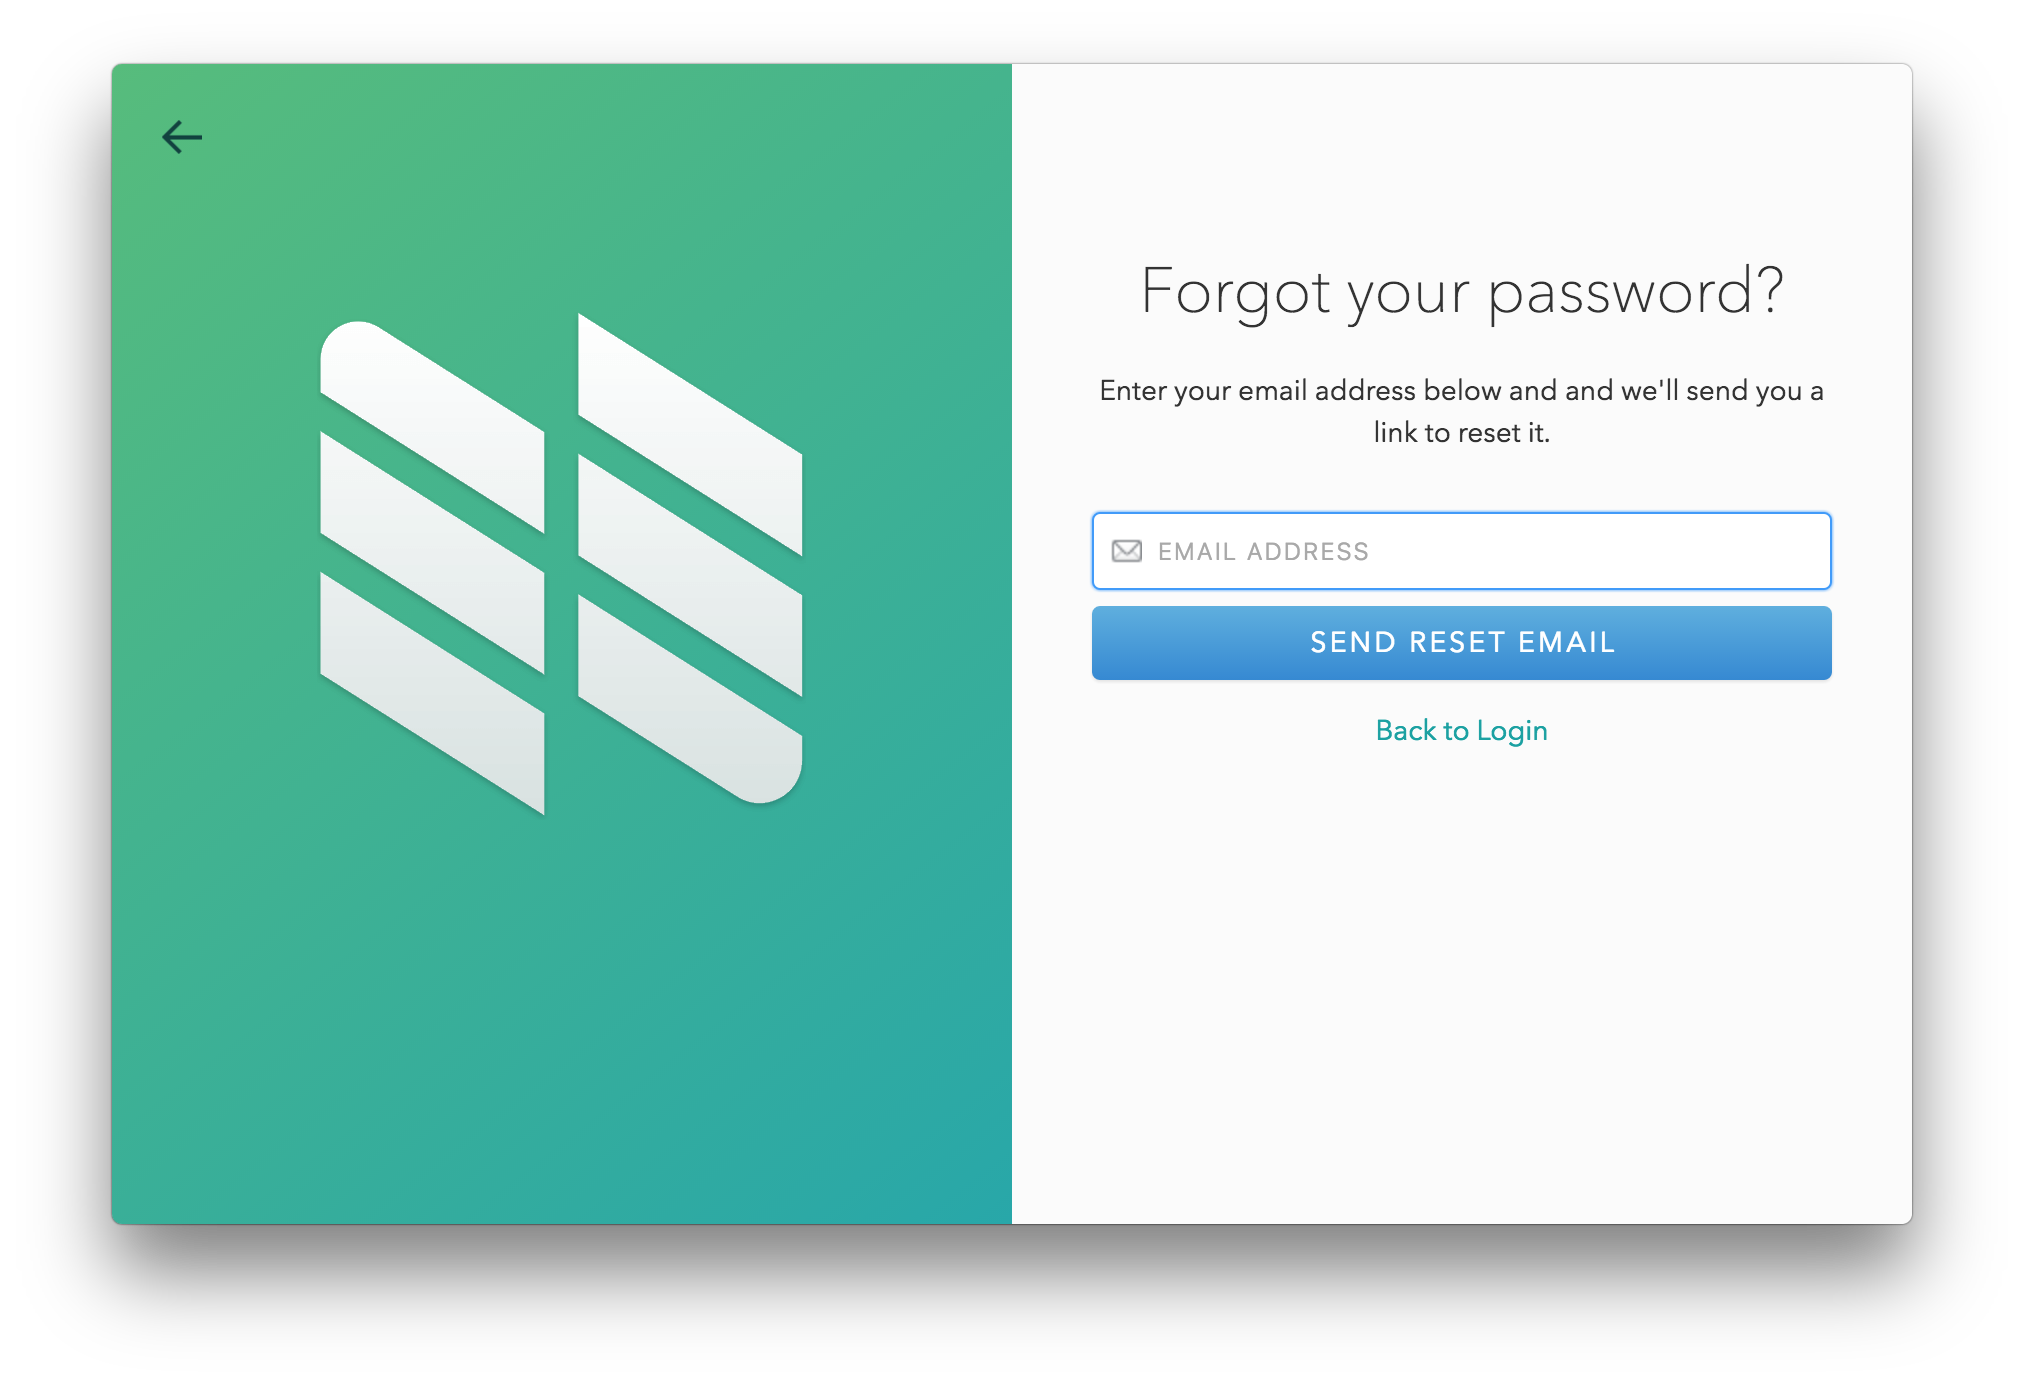 Forgot your password?
Enter your email address below and and we'll send you a
link to reset it.
EMAIL ADDRESS
SEND RESET EMAIL
Back to Login